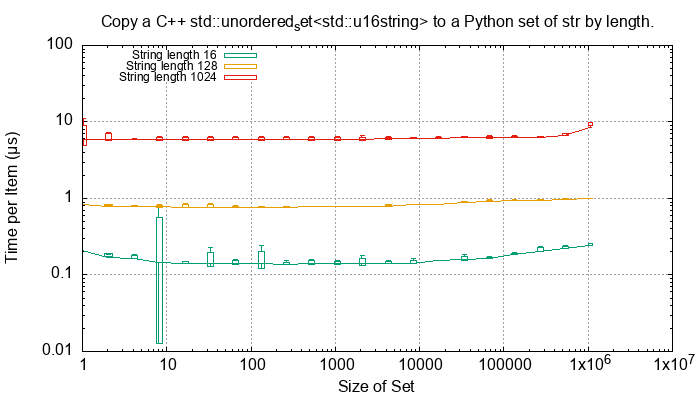 Copy a C++ std::unordered_set<std::u16string> to a Python set of str by length.
100
String length 16
String length 128
String length 1024
10
1
0.1
0.01
Time per Item (µs)
1 10 100 1000 10000 100000 1x10^6 1x10^7
Size of Set